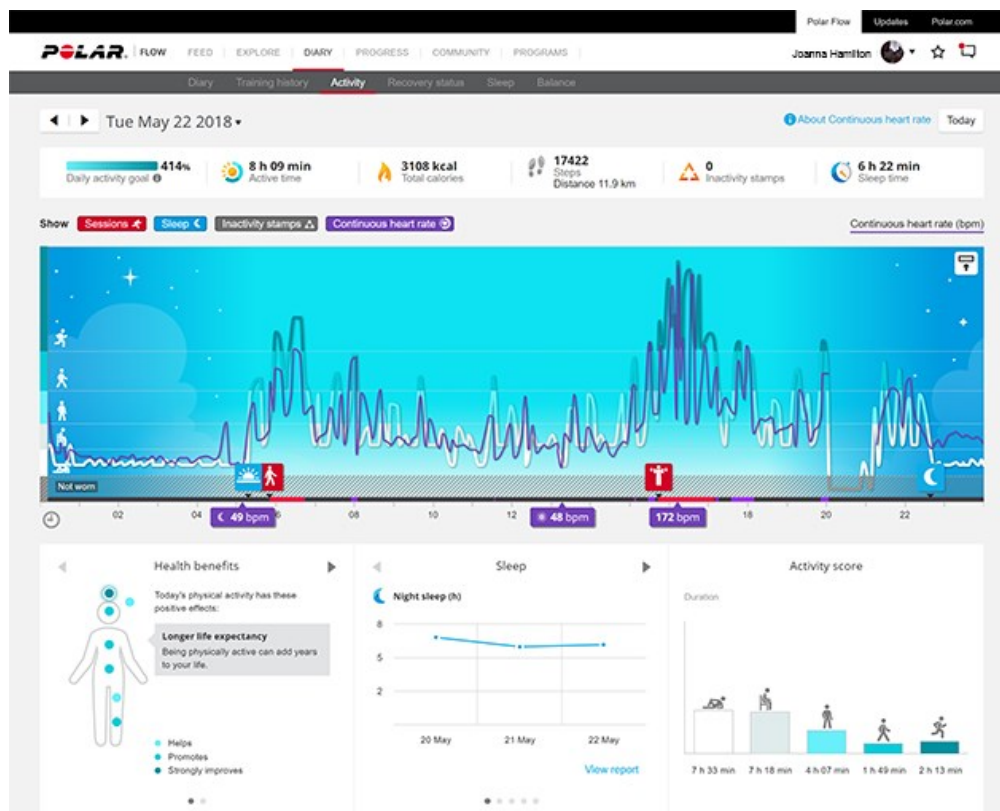 Polar Flow Updates Polar.com
POLAR. FLOW FEED EXPLORE DIARY PROGRESS COMMUNITY PROGRAMS Joanna Hamilton
Diary Training history Activity Recovery status Sleep Balance
Tue May 22 2018 About Continuous heart rate Today
414% 8 h 09 min 3108 kcal 17422 0 6 h 22 min
Daily activity goal Active time Total calories Steps Inactivity stamps Sleep time
Distance 11.9 km
Show Sessions Sleep Inactivity stamps Continuous heart rate Continuous heart rate (bpm)
Not worn
02 04 49 bpm 6 08 10 12 48 bpm 172 bpm 18 20 22
Health benefits
Today's physical activity has these
positive effects:
Longer life expectancy
Being physically active can add years
to your life.
Helps
Promotes
Strongly improves
Sleep
Night sleep (h)
8
5
2
20 May 21 May 22 May
View report
Activity score
Duration
7 h 33 min 7 h 18 min 4 h 07 min 1 h 49 min 2 h 13 min